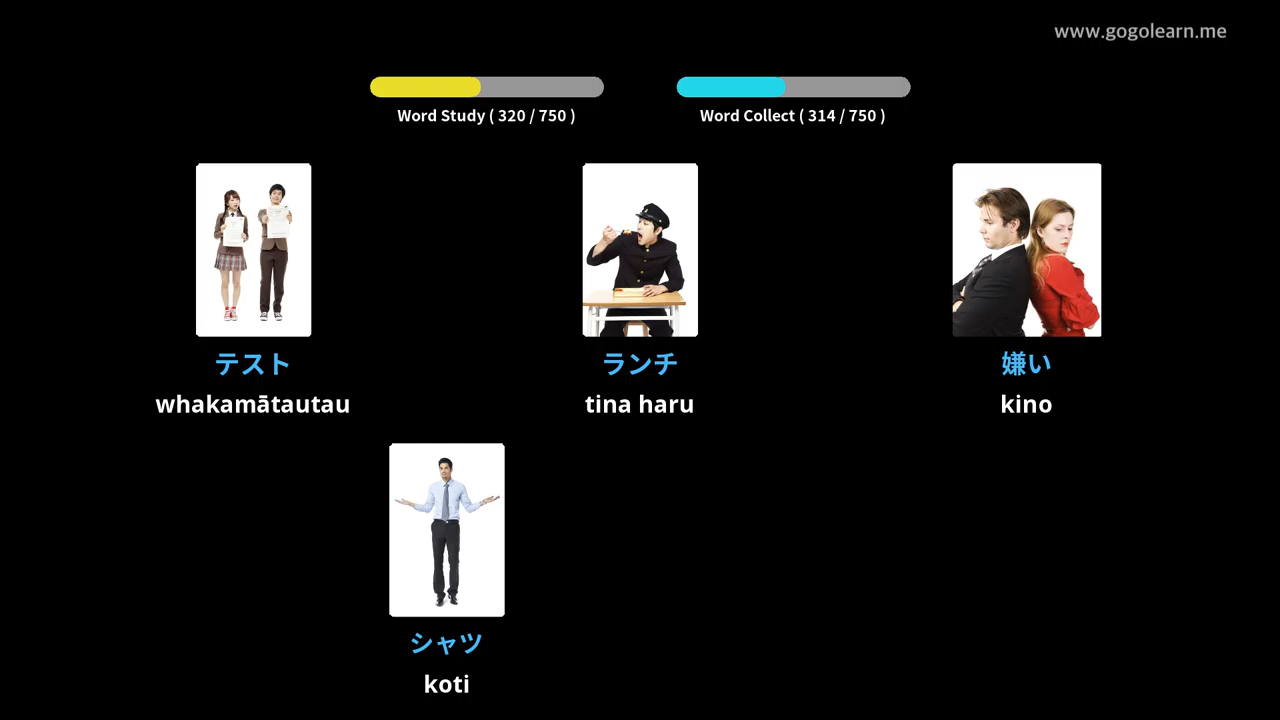 www.gogolearn.me
Word Study ( 320 / 750 )
Word Collect ( 314 / 750 )
テスト
whakamātautau
ランチ
tina haru
嫌い
kino
シャツ
koti